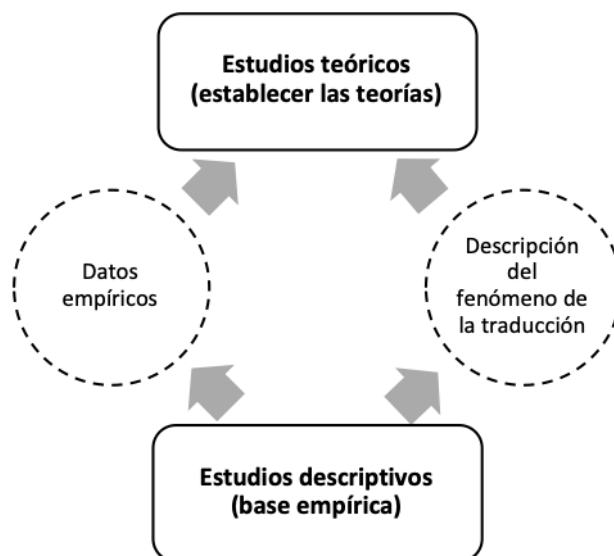 Estudios teóricos
(establecer las teorías)
Datos
empíricos
Descripción
del
fenómeno de
la traducción
Estudios descriptivos
(base empírica)